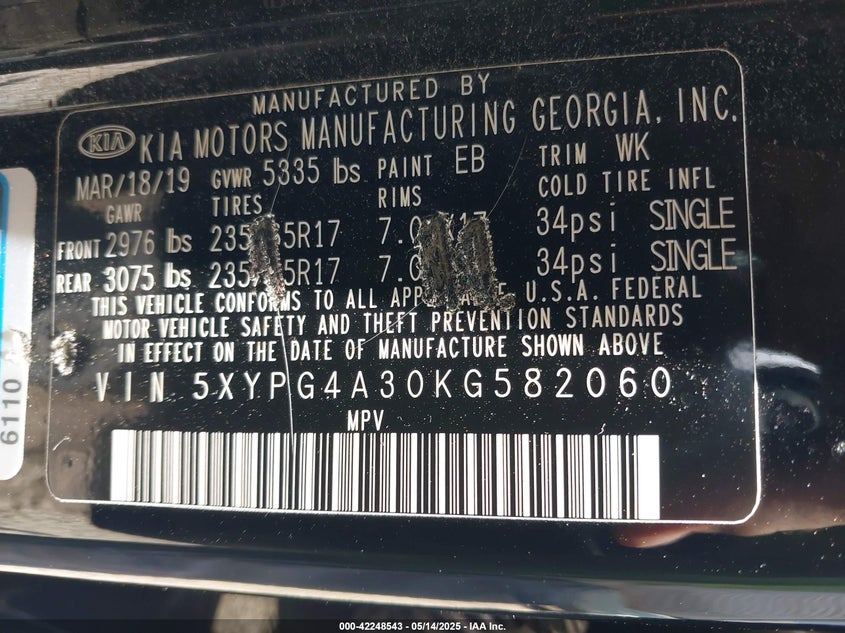 MANUFACTURED BY
KIA KIA MOTORS MANUFACTURING GEORGIA, INC.
MAR/18/19 GVWR 5335 lbs PAINT EB TRIM WK
GAWR TIRES RIMS COLD TIRE INFL
FRONT 2976 lbs 34psi SINGLE
REAR 3075 lbs 34psi SINGLE
THIS VEHICLE CONFORMS TO ALL U.S.A. FEDERAL
MOTOR VEHICLE SAFETY AND THEFT PREVENTION STANDARDS
IN EFFECT ON THE DATE OF MANUFACTURE SHOWN ABOVE
VIN 5XYPG4A30KG582060
MPV
6110
000-42248543 - 05/14/2025 - IAA Inc.